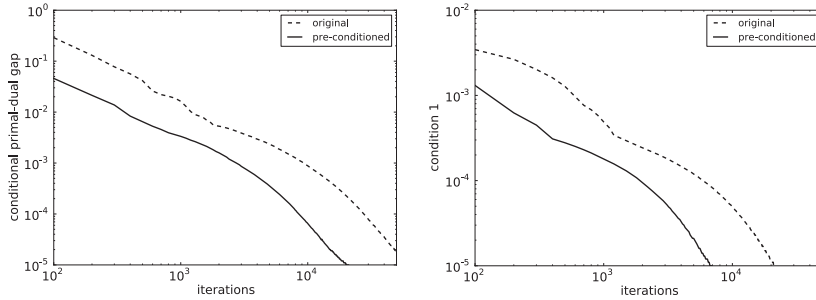 10^0
10^-1
10^-2
10^-3
10^-4
10^-5
conditional primal-dual gap
original
pre-conditioned
10^2
10^3
10^4
iterations
10^-2
10^-3
10^-4
10^-5
condition 1
original
pre-conditioned
10^2
10^3
10^4
iterations